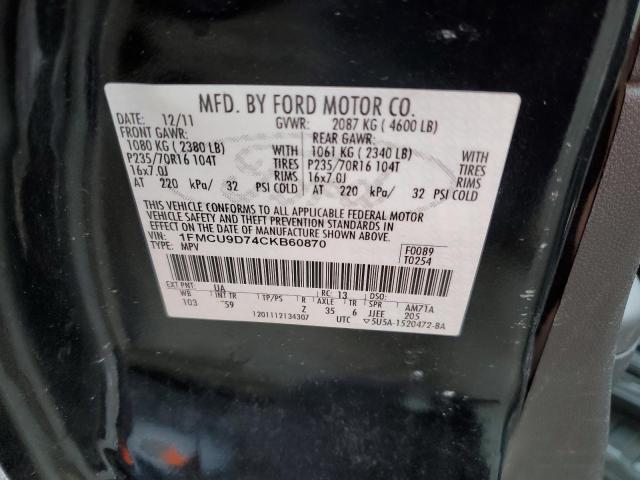 MFD. BY FORD MOTOR CO.
DATE: 12/11 GVWR: 2087 KG ( 4600 LB)
FRONT GAWR: REAR GAWR:
1080 KG ( 2380 LB) WITH 1061 KG ( 2340 LB) WITH
P235/70R16 104T TIRES P235/70R16 104T TIRES
16x7.0J RIMS 16x7.0J RIMS
AT 220 kPa/ 32 PSI COLD AT 220 kPa/ 32 PSI COLD
THIS VEHICLE CONFORMS TO ALL APPLICABLE FEDERAL MOTOR
VEHICLE SAFETY AND THEFT PREVENTION STANDARDS IN
EFFECT ON THE DATE OF MANUFACTURE SHOWN ABOVE.
VIN: 1FMCU9D74CKB60870 F0089
TYPE: MPV T0254
EXT PNT: UA RC: 13 DSO:
WB INT TR TP/PS R AXLE TR SPR AM71A
103 59 Z 35 6 JJEE 205
1201112134307 UTC ▽5U5A-1520472-BA